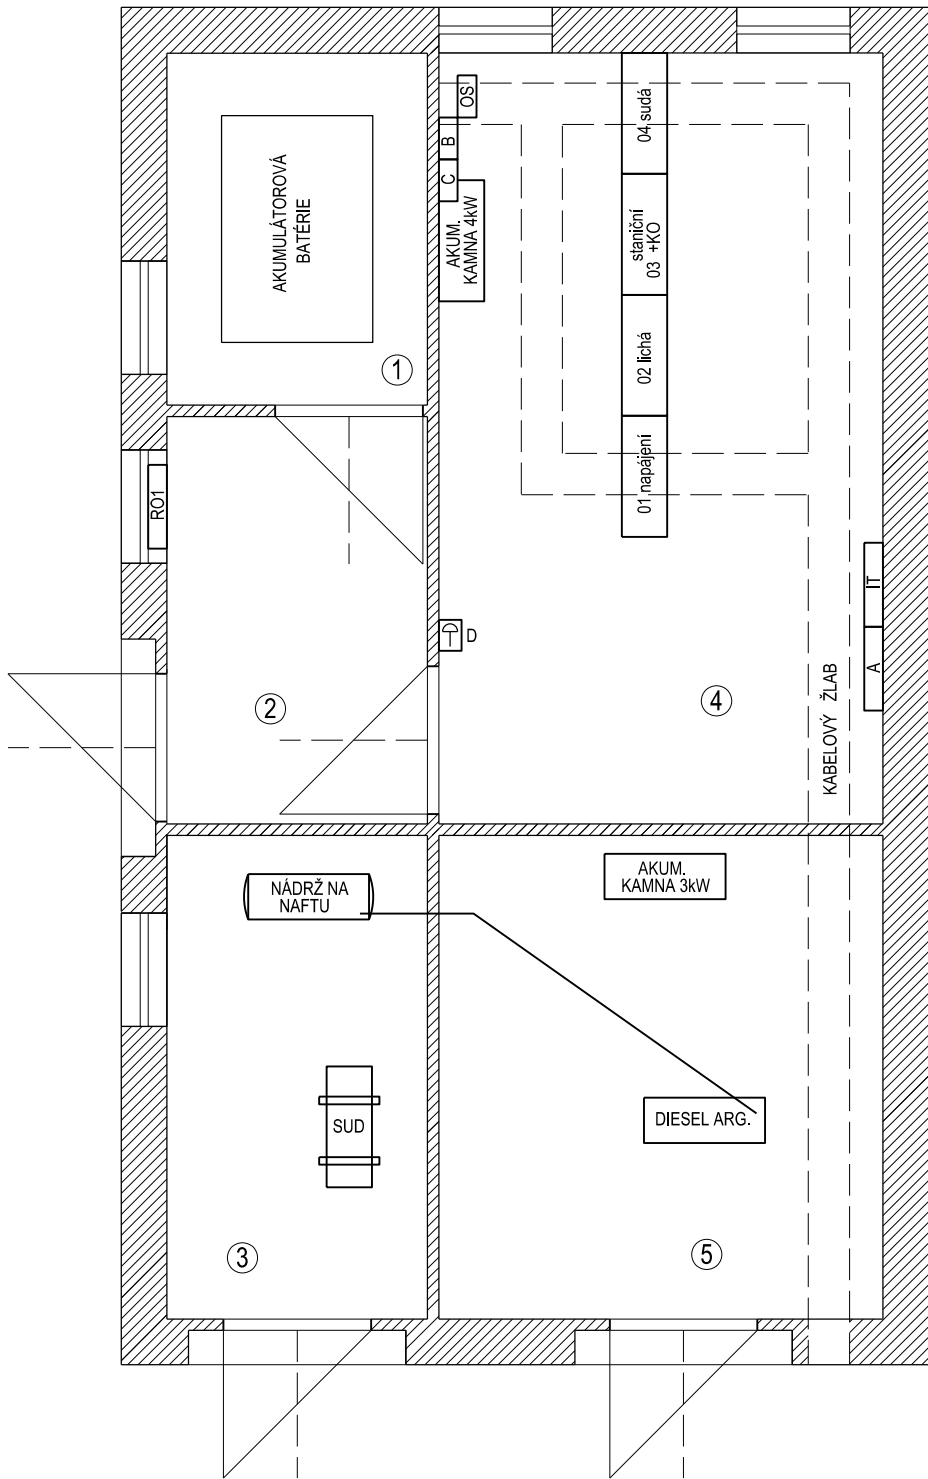 OS
B
C
AKUM.
KAMNA 4kW
04 sudá
staniční
03 +KO
02 lichá
01 napájení
AKUMULÁTOROVÁ
BATÉRIE
1
RO1
D
2
4
IT
A
KABELOVÝ ŽLAB
NÁDRŽ NA
NAFTU
AKUM.
KAMNA 3kW
SUD
DIESEL ARG.
3
5